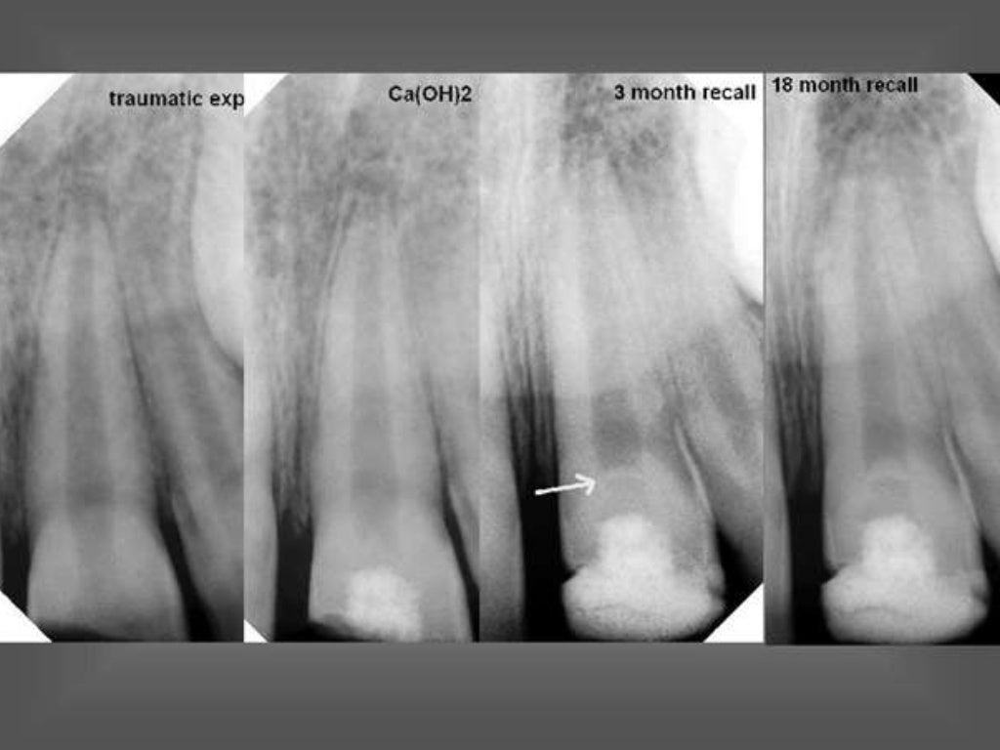 traumatic exp
Ca(OH)2
3 month recall
18 month recall